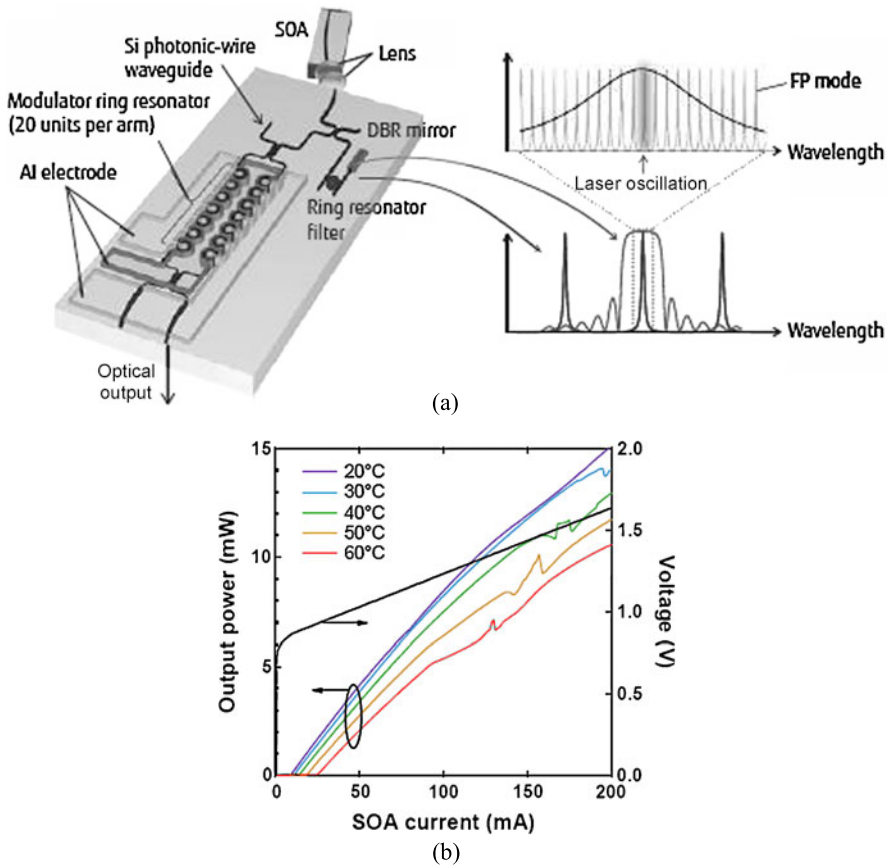 SOA
Lens
Si photonic-wire
waveguide
Modulator ring resonator
(20 units per arm)
DBR mirror
Al electrode
Ring resonator
filter
Optical
output
FP mode
Wavelength
Laser oscillation
Wavelength
(a)
15
10
5
0
Output power (mW)
20°C
30°C
40°C
50°C
60°C
2.0
1.5
1.0
0.5
0.0
Voltage (V)
0
50
100
150
200
SOA current (mA)
(b)